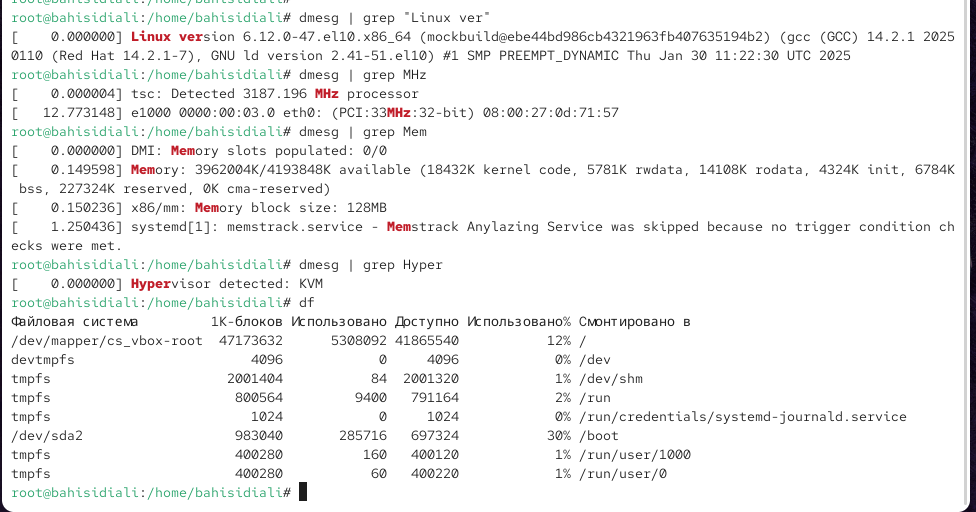 root@bahisidiali:/home/bahisidiali# dmesg | grep "Linux ver"
[    0.000000] Linux version 6.12.0-47.el10.x86_64 (mockbuild@ebe44bd986cb4321963fb407635194b2) (gcc (GCC) 14.2.1 2025
0110 (Red Hat 14.2.1-7), GNU ld version 2.41-51.el10) #1 SMP PREEMPT_DYNAMIC Thu Jan 30 11:22:30 UTC 2025
root@bahisidiali:/home/bahisidiali# dmesg | grep MHz
[    0.000004] tsc: Detected 3187.196 MHz processor
[   12.773148] e1000 0000:00:03.0 eth0: (PCI:33MHz:32-bit) 08:00:27:0d:71:57
root@bahisidiali:/home/bahisidiali# dmesg | grep Mem
[    0.000000] DMI: Memory slots populated: 0/0
[    0.149598] Memory: 3962004K/4193848K available (18432K kernel code, 5781K rwdata, 14108K rodata, 4324K init, 6784K
 bss, 227324K reserved, 0K cma-reserved)
[    0.150236] x86/mm: Memory block size: 128MB
[    1.250436] systemd[1]: memstrack.service - Memstrack Anylazing Service was skipped because no trigger condition ch
ecks were met.
root@bahisidiali:/home/bahisidiali# dmesg | grep Hyper
[    0.000000] Hypervisor detected: KVM
root@bahisidiali:/home/bahisidiali# df
Файловая система         1K-блоков Использовано Доступно Использовано% Смонтировано в
/dev/mapper/cs_vbox-root  47173632      5308092 41865540           12% /
devtmpfs                      4096            0     4096            0% /dev
tmpfs                      2001404           84  2001320            1% /dev/shm
tmpfs                       800564         9400   791164            2% /run
tmpfs                         1024            0     1024            0% /run/credentials/systemd-journald.service
/dev/sda2                   983040       285716   697324           30% /boot
tmpfs                       400280          160   400120            1% /run/user/1000
tmpfs                       400280           60   400220            1% /run/user/0
root@bahisidiali:/home/bahisidiali#